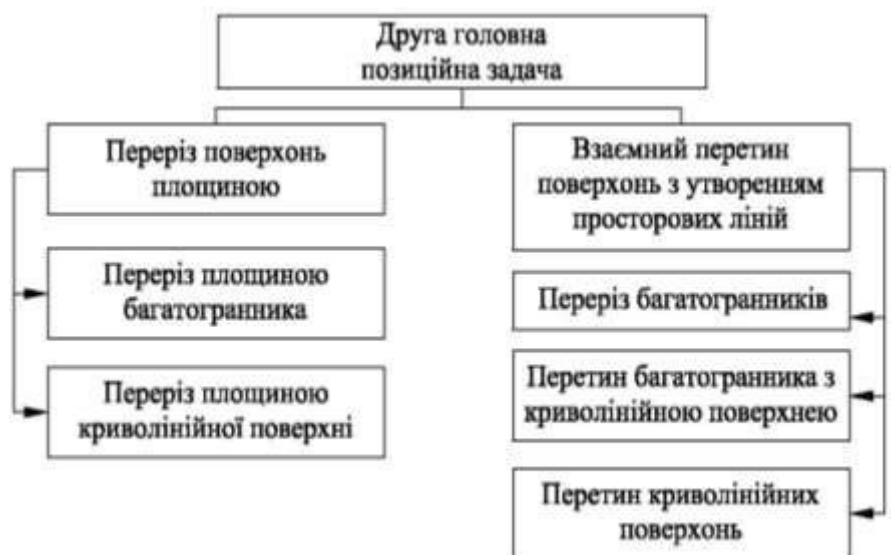 Друга головна
позиційна задача
Переріз поверхонь
площиною
Переріз площиною
багатогранника
Переріз площиною
криволінійної поверхні
Взаємний перетин
поверхонь з утворенням
просторових ліній
Переріз багатогранників
Перетин багатогранника з
криволінійною поверхнею
Перетин криволінійних
поверхонь